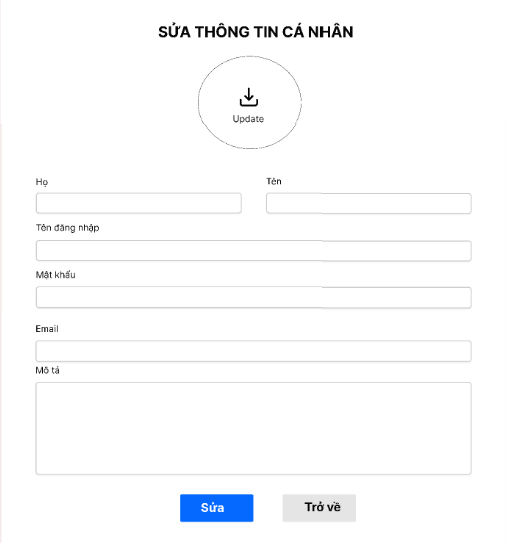 SỬA THÔNG TIN CÁ NHÂN
Update
Họ
Tên
Tên đăng nhập
Mật khẩu
Email
Mô tả
Sửa
Trở về